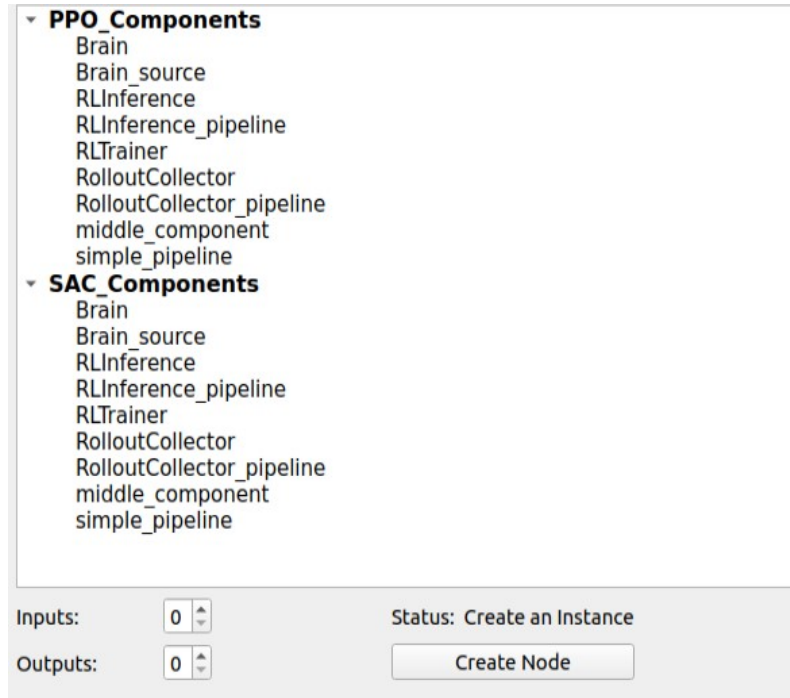 PPO_Components
Brain
Brain_source
RLInference
RLInference_pipeline
RLTrainer
RolloutCollector
RolloutCollector_pipeline
middle_component
simple_pipeline
SAC_Components
Brain
Brain_source
RLInference
RLInference_pipeline
RLTrainer
RolloutCollector
RolloutCollector_pipeline
middle_component
simple_pipeline
Inputs: 0 Status: Create an Instance
Outputs: 0 Create Node